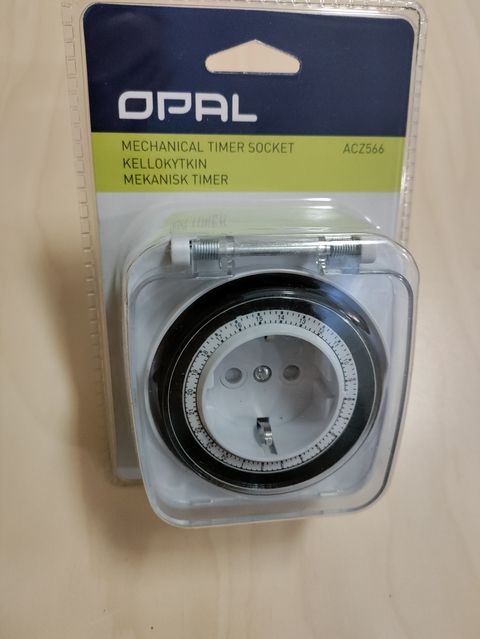 OPAL
MECHANICAL TIMER SOCKET ACZ566
KELLOKYTKIN
MEKANISK TIMER